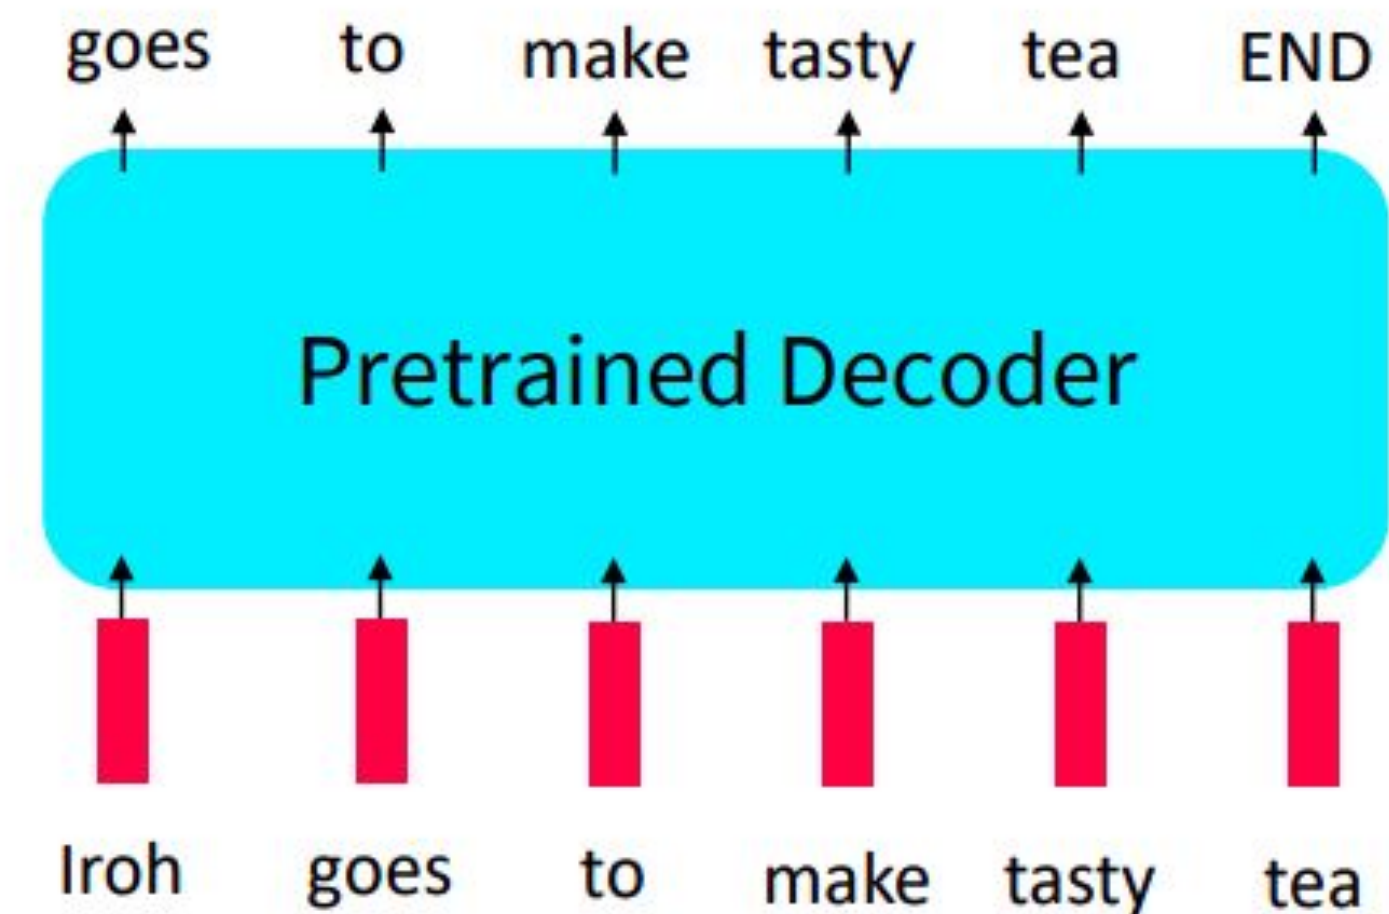 goes to make tasty tea END
Pretrained Decoder
Iroh goes to make tasty tea